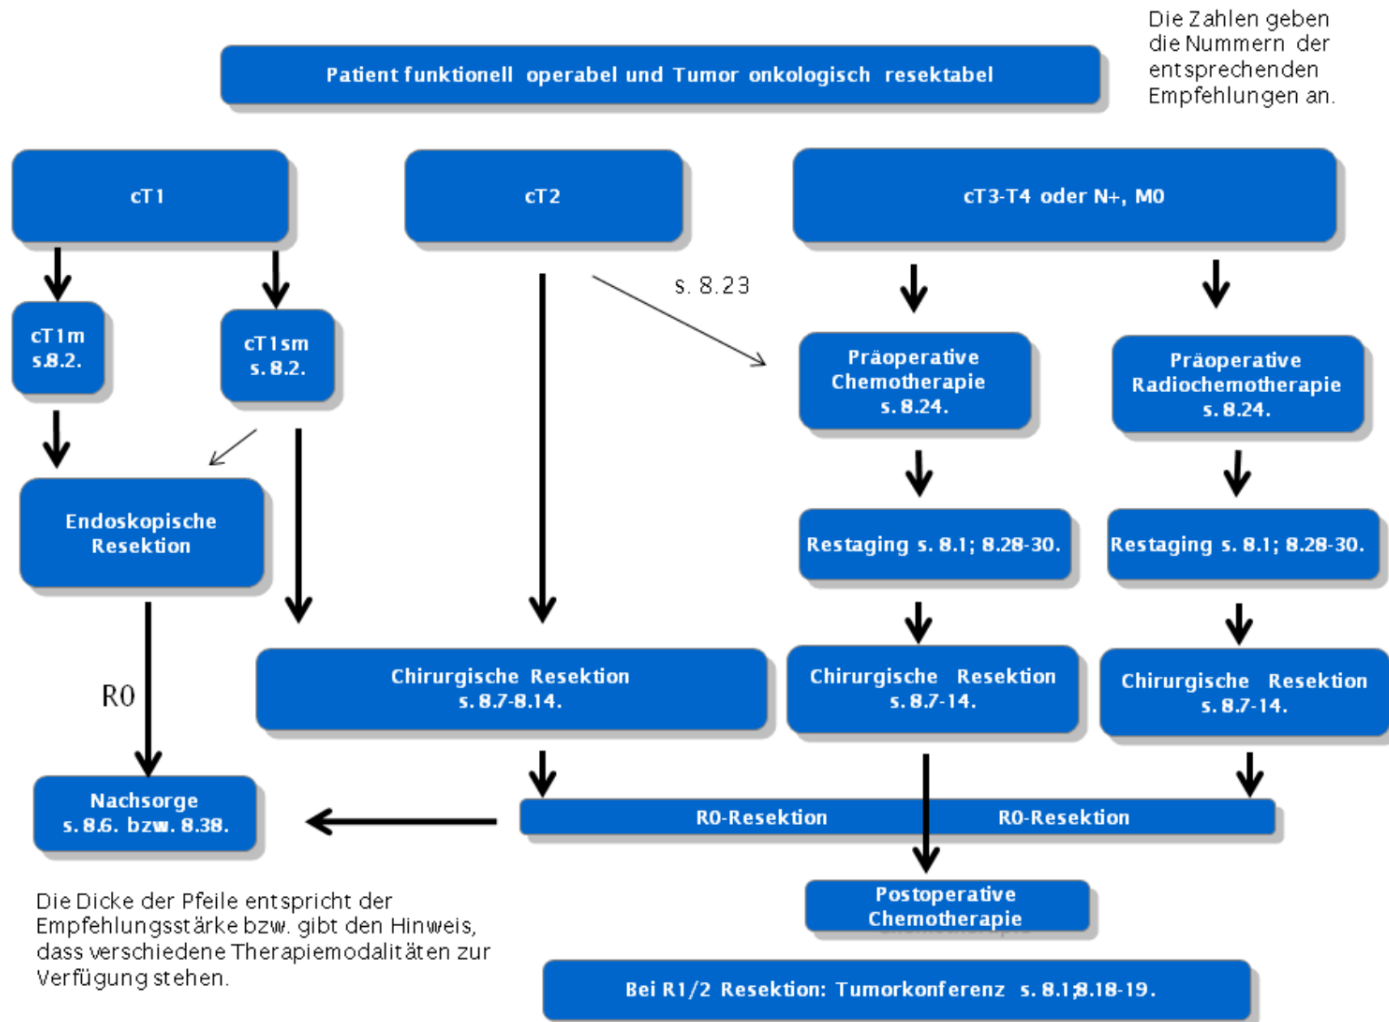 Die Zahlen geben
die Nummern der
entsprechenden
Empfehlungen an.
Patient funktionell operabel und Tumor onkologisch resektabel
cT1
cT2
cT3-T4 oder N+, M0
s. 8.23
cT1m
s.8.2.
cT1sm
s. 8.2.
Präoperative
Chemotherapie
s. 8.24.
Präoperative
Radiochemotherapie
s. 8.24.
Endoskopische
Resektion
Restaging s. 8.1; 8.28-30.
Restaging s. 8.1; 8.28-30.
R0
Chirurgische Resektion
s. 8.7-8.14.
Chirurgische Resektion
s. 8.7-14.
Chirurgische Resektion
s. 8.7-14.
Nachsorge
s. 8.6. bzw. 8.38.
R0-Resektion
R0-Resektion
Postoperative
Chemotherapie
Die Dicke der Pfeile entspricht der
Empfehlungsstärke bzw. gibt den Hinweis,
dass verschiedene Therapiemodalitäten zur
Verfügung stehen.
Bei R1/2 Resektion: Tumorkonferenz s. 8.1;8.18-19.